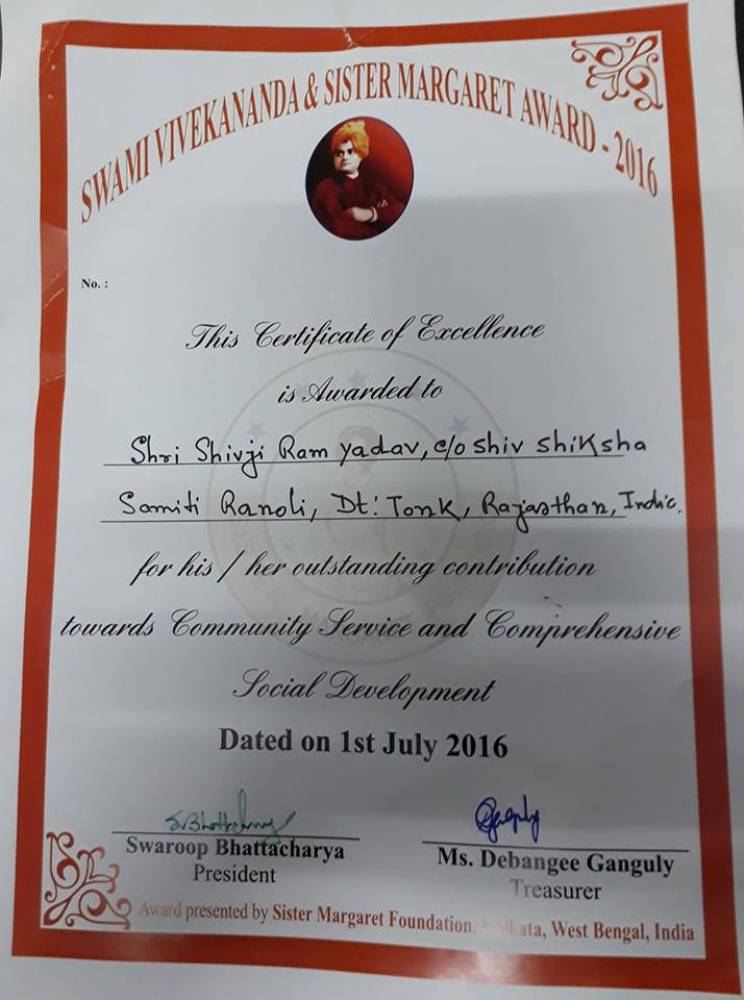 SWAMI VIVEKANANDA & SISTER MARGARET AWARD - 2016
No. :
This Certificate of Excellence
is Awarded to
Shri Shivji Ram Yadav, c/o Shiv Shiksha
Samiti Ranoli, Dt: Tonk, Rajasthan, India.
for his / her outstanding contribution
towards Community Service and Comprehensive
Social Development
Dated on 1st July 2016
Swaroop Bhattacharya
President
Ms. Debangee Ganguly
Treasurer
Award presented by Sister Margaret Foundation, Kolkata, West Bengal, India